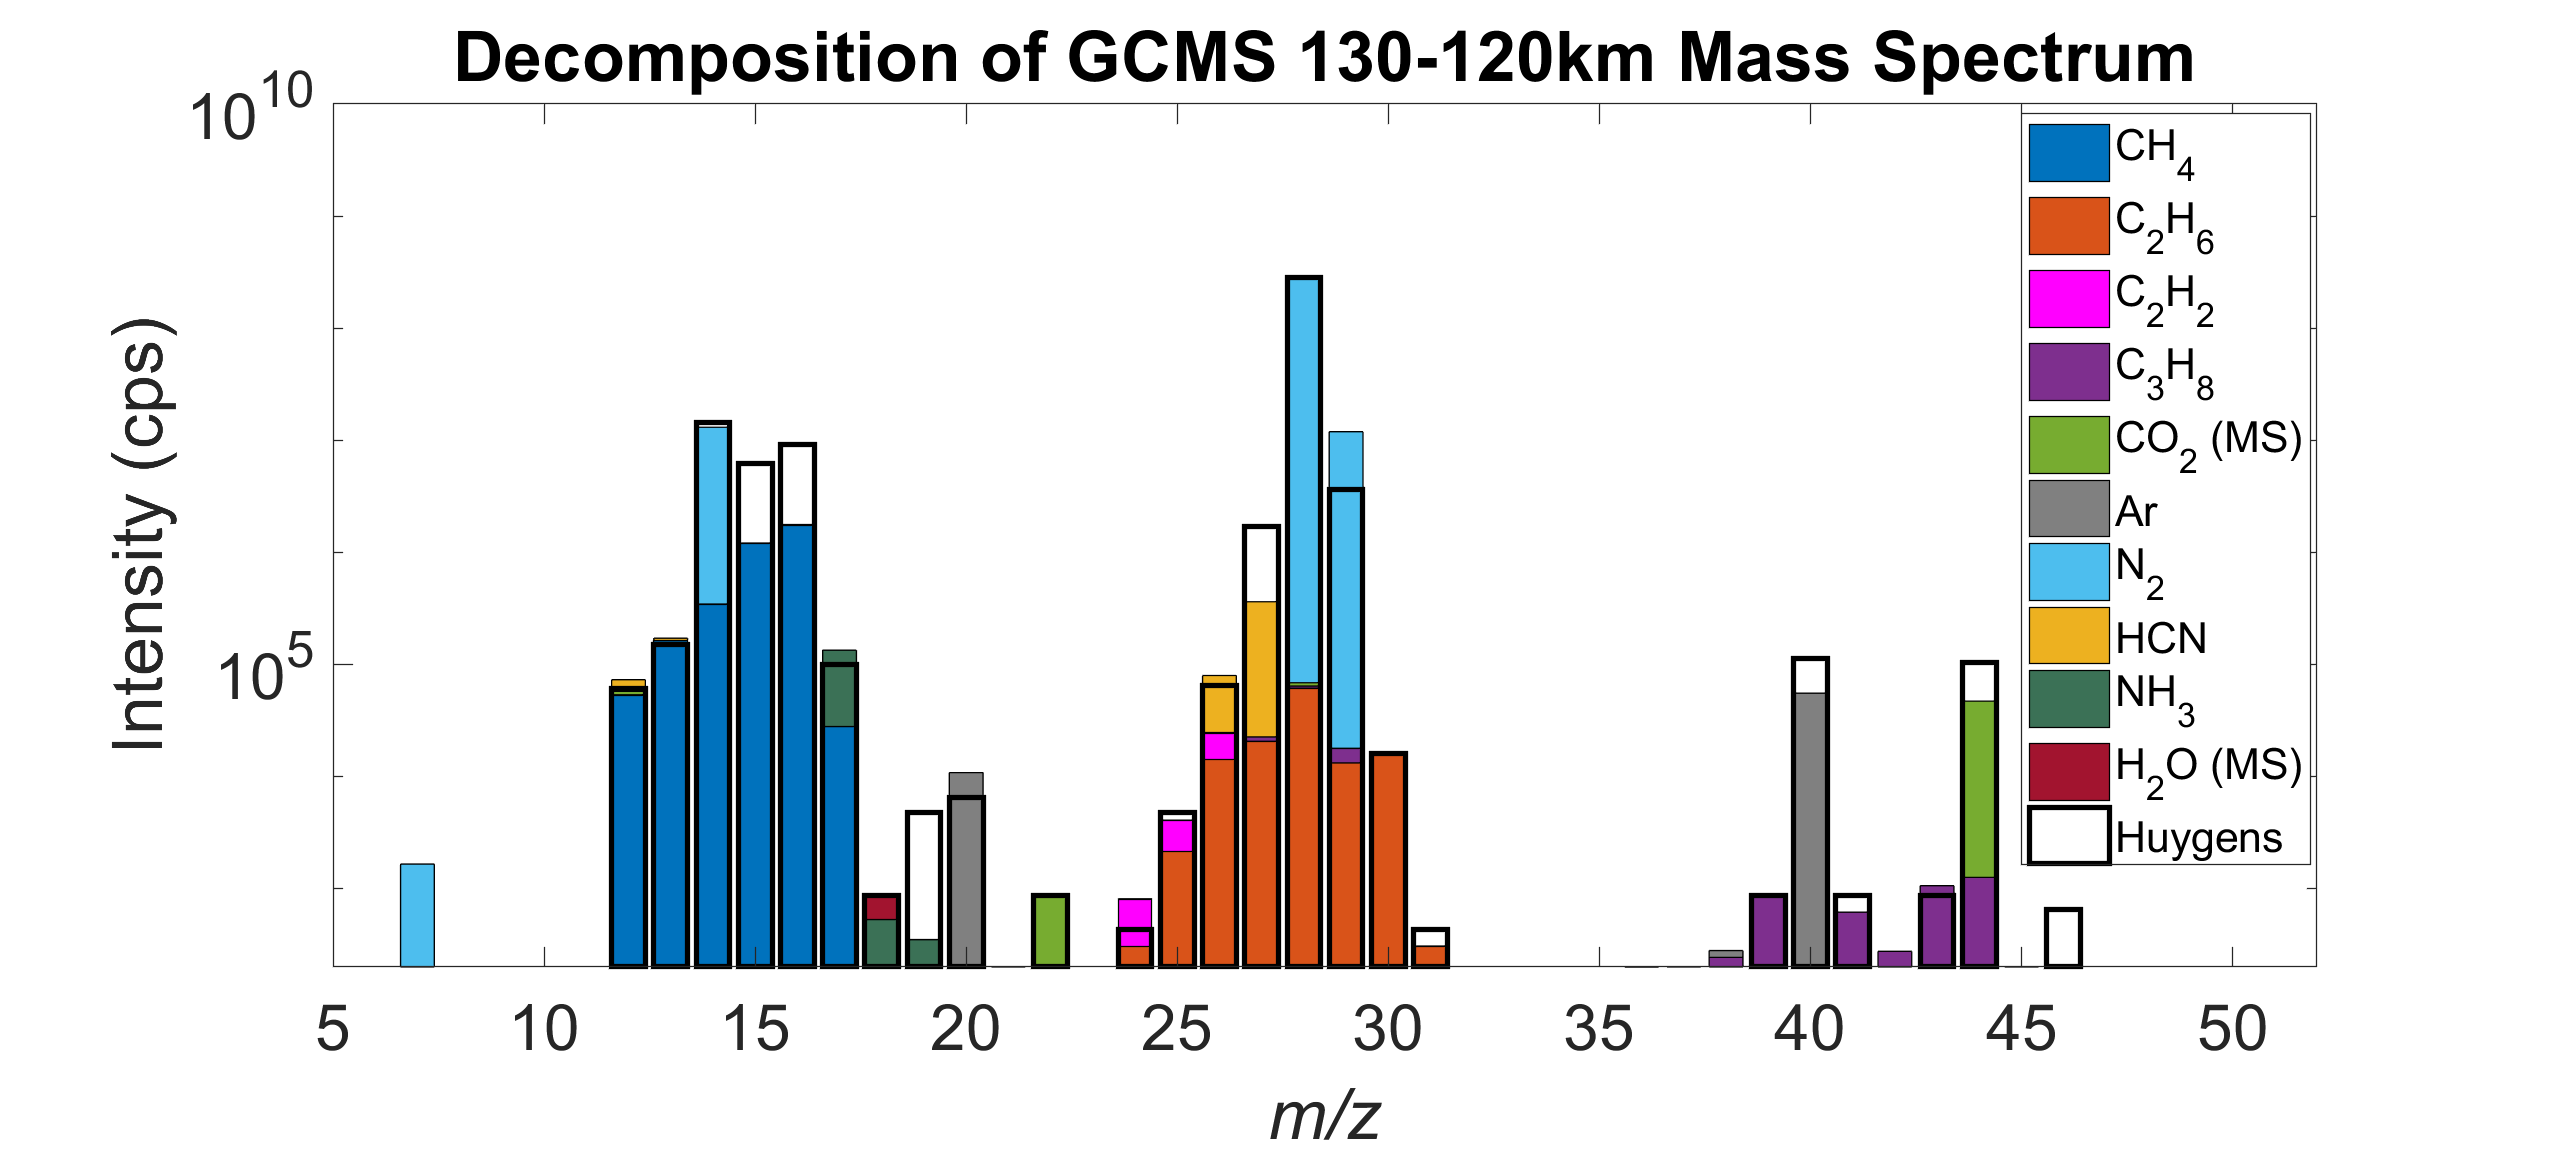 Decomposition of GCMS 130-120km Mass Spectrum
10^10
10^5
Intensity (cps)
5 10 15 20 25 30 35 40 45 50
m/z
CH4
C2H6
C2H2
C3H8
CO2 (MS)
Ar
N2
HCN
NH3
H2O (MS)
Huygens